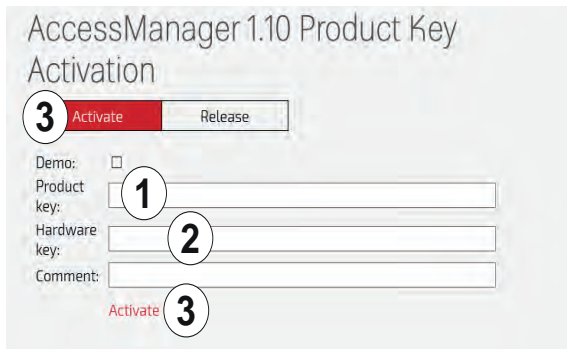 AccessManager 1.10 Product Key
Activation
3 Activate Release
Demo:
Product
key: 1
Hardware
key: 2
Comment:
Activate 3